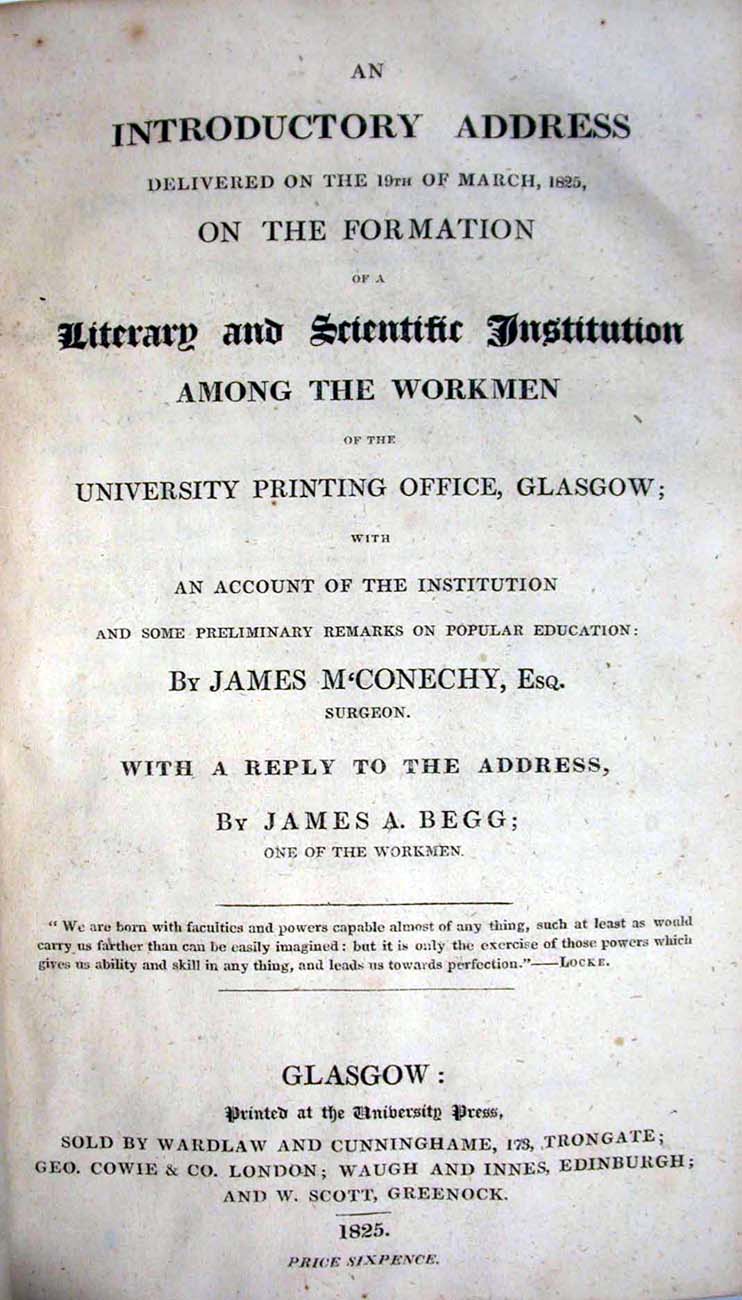 AN
INTRODUCTORY ADDRESS
DELIVERED ON THE 19TH OF MARCH, 1825,
ON THE FORMATION
OF A
Literary and Scientific Institution
AMONG THE WORKMEN
OF THE
UNIVERSITY PRINTING OFFICE, GLASGOW;
WITH
AN ACCOUNT OF THE INSTITUTION
AND SOME PRELIMINARY REMARKS ON POPULAR EDUCATION:
BY JAMES M‘CONECHY, ESQ.
SURGEON.
WITH A REPLY TO THE ADDRESS,
BY JAMES A. BEGG;
ONE OF THE WORKMEN.
“ We are born with faculties and powers capable almost of any thing, such at least as would
carry us farther than can be easily imagined: but it is only the exercise of those powers which
gives us ability and skill in any thing, and leads us towards perfection.”——LOCKE.
GLASGOW:
Printed at the University Press,
SOLD BY WARDLAW AND CUNNINGHAME, 173, TRONGATE;
GEO. COWIE & CO. LONDON; WAUGH AND INNES, EDINBURGH;
AND W. SCOTT, GREENOCK.
1825.
PRICE SIXPENCE.